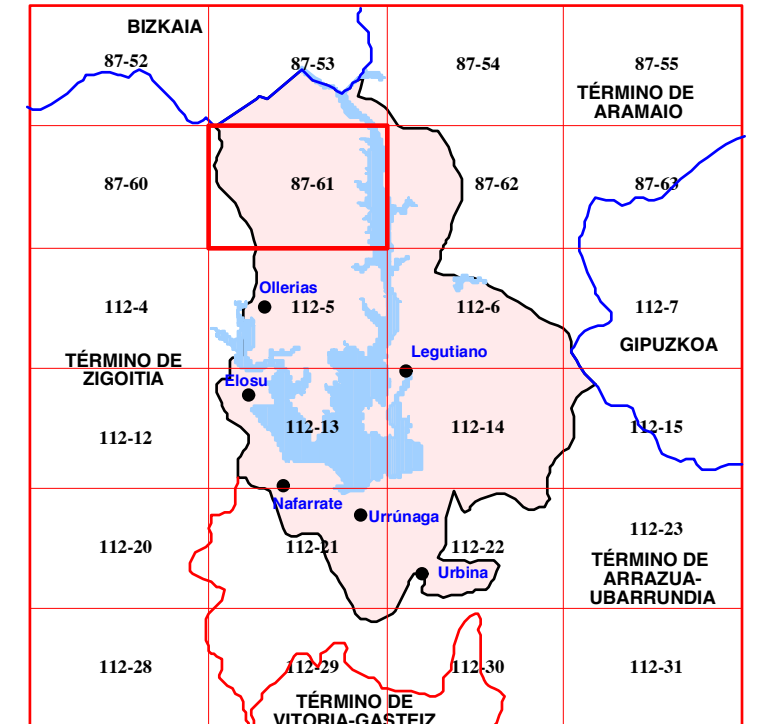 BIZKAIA
87-52
87-53
87-54
87-55
TÉRMINO DE
ARAMAIO
87-60
87-61
87-62
87-63
Ollerias
112-4
112-5
112-6
112-7
GIPUZKOA
Legutiano
TÉRMINO DE
ZIGOITIA
Elosu
112-12
112-13
112-14
112-15
Nafarrate
Urrúnaga
112-20
112-21
112-22
112-23
Urbina
TÉRMINO DE
ARRAZUA-
UBARRUNDIA
112-28
112-29
112-30
112-31
TÉRMINO DE
VITORIA-GASTEIZ